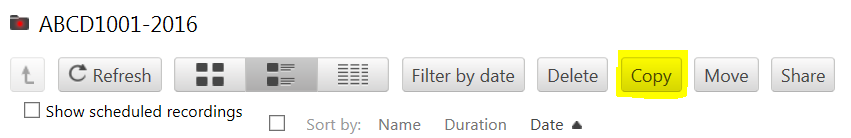 ABCD1001-2016
Refresh Filter by date Delete Copy Move Share
Show scheduled recordings
Sort by: Name Duration Date